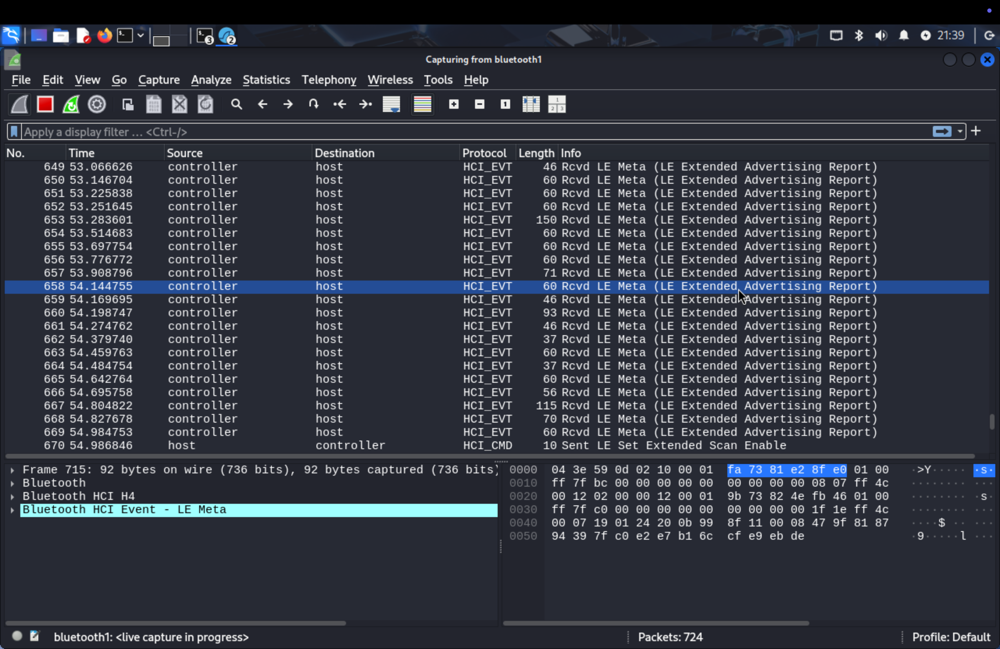 3
2
21:39
Capturing from bluetooth1
File Edit View Go Capture Analyze Statistics Telephony Wireless Tools Help
Apply a display filter ... <Ctrl-/>
No. Time Source Destination Protocol Length Info
649 53.066626 controller host HCI_EVT 46 Rcvd LE Meta (LE Extended Advertising Report)
650 53.146704 controller host HCI_EVT 60 Rcvd LE Meta (LE Extended Advertising Report)
651 53.225838 controller host HCI_EVT 60 Rcvd LE Meta (LE Extended Advertising Report)
652 53.251645 controller host HCI_EVT 60 Rcvd LE Meta (LE Extended Advertising Report)
653 53.283601 controller host HCI_EVT 150 Rcvd LE Meta (LE Extended Advertising Report)
654 53.514683 controller host HCI_EVT 60 Rcvd LE Meta (LE Extended Advertising Report)
655 53.697754 controller host HCI_EVT 60 Rcvd LE Meta (LE Extended Advertising Report)
656 53.776772 controller host HCI_EVT 60 Rcvd LE Meta (LE Extended Advertising Report)
657 53.908796 controller host HCI_EVT 71 Rcvd LE Meta (LE Extended Advertising Report)
658 54.144755 controller host HCI_EVT 60 Rcvd LE Meta (LE Extended Advertising Report)
659 54.169695 controller host HCI_EVT 46 Rcvd LE Meta (LE Extended Advertising Report)
660 54.198747 controller host HCI_EVT 93 Rcvd LE Meta (LE Extended Advertising Report)
661 54.274762 controller host HCI_EVT 46 Rcvd LE Meta (LE Extended Advertising Report)
662 54.379740 controller host HCI_EVT 37 Rcvd LE Meta (LE Extended Advertising Report)
663 54.459763 controller host HCI_EVT 60 Rcvd LE Meta (LE Extended Advertising Report)
664 54.484754 controller host HCI_EVT 37 Rcvd LE Meta (LE Extended Advertising Report)
665 54.642764 controller host HCI_EVT 60 Rcvd LE Meta (LE Extended Advertising Report)
666 54.695758 controller host HCI_EVT 56 Rcvd LE Meta (LE Extended Advertising Report)
667 54.804822 controller host HCI_EVT 115 Rcvd LE Meta (LE Extended Advertising Report)
668 54.827678 controller host HCI_EVT 70 Rcvd LE Meta (LE Extended Advertising Report)
669 54.984753 controller host HCI_EVT 60 Rcvd LE Meta (LE Extended Advertising Report)
670 54.986846 host controller HCI_CMD 10 Sent LE Set Extended Scan Enable
Frame 715: 92 bytes on wire (736 bits), 92 bytes captured (736 bits)
Bluetooth
Bluetooth HCI H4
Bluetooth HCI Event - LE Meta
0000 04 3e 59 0d 02 10 00 01 fa 73 81 e2 8f e0 01 00 ·>Y····· ·s·
0010 ff 7f bc 00 00 00 00 00 00 00 00 00 08 07 ff 4c ········ ···
0020 00 12 02 00 00 12 00 01 9b 73 82 4e fb 46 01 00 ········ ·s·
0030 ff 7f c0 00 00 00 00 00 00 00 00 00 1f 1e ff 4c ········ ···
0040 00 07 19 01 24 20 0b 99 8f 11 00 08 47 9f 81 87 ····$ ·· ···
0050 94 39 7f c0 e2 e7 b1 6c cf e9 eb de ·9·····l ···
bluetooth1: <live capture in progress>
Packets: 724
Profile: Default